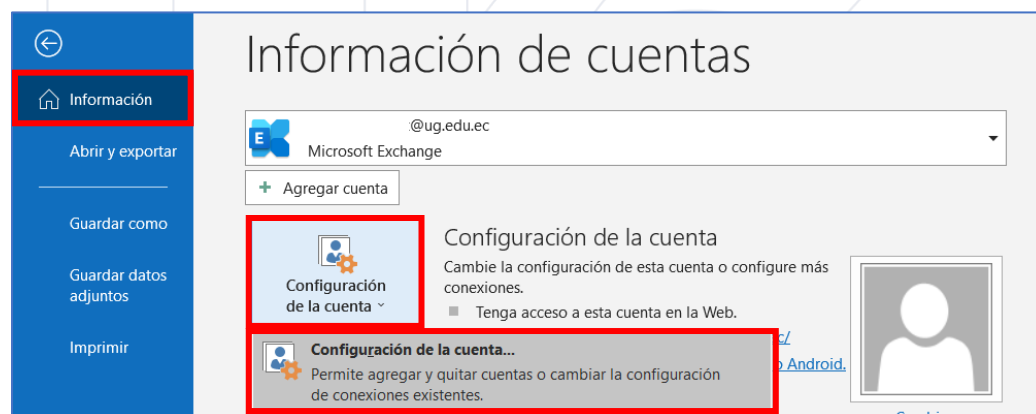 Información de cuentas
Información
Abrir y exportar
Guardar como
Guardar datos
adjuntos
Imprimir
@ug.edu.ec
Microsoft Exchange
+ Agregar cuenta
Configuración
de la cuenta
Configuración de la cuenta
Cambie la configuración de esta cuenta o configure más
conexiones.
Tenga acceso a esta cuenta en la Web.
c/
Android.
Configuración de la cuenta...
Permite agregar y quitar cuentas o cambiar la configuración
de conexiones existentes.